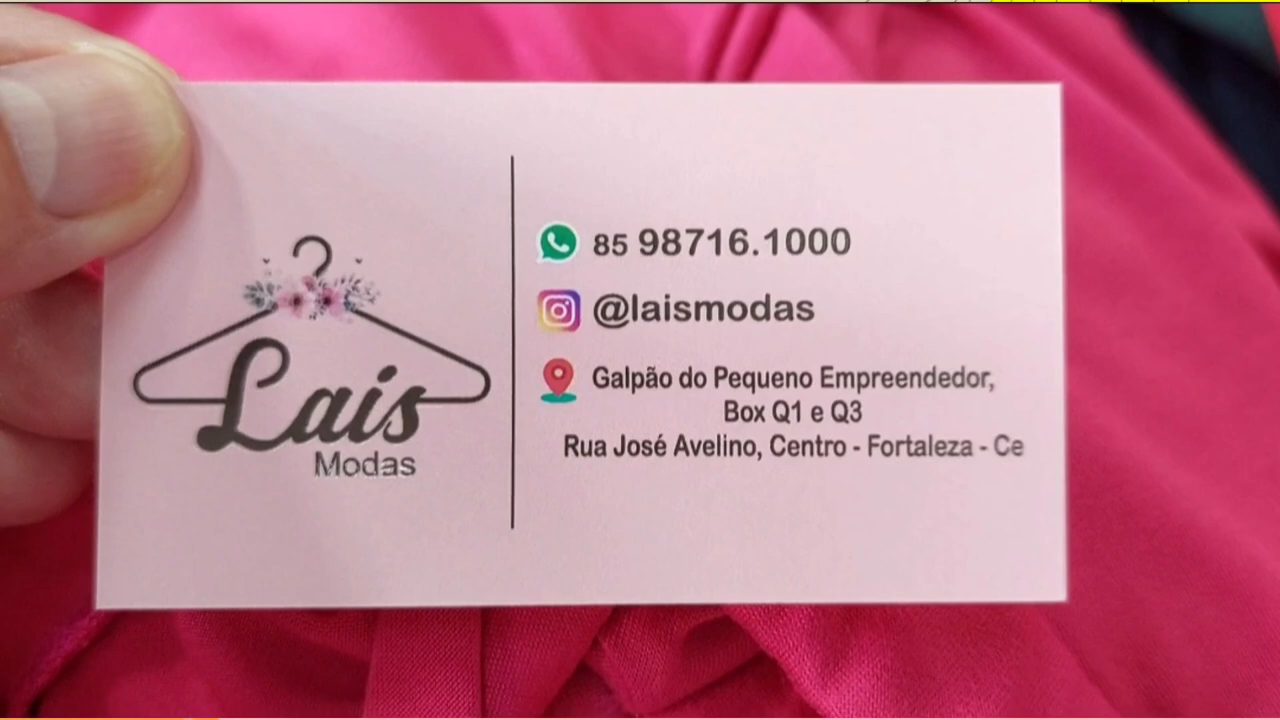 Lais
Modas
85 98716.1000
@laismodas
Galpão do Pequeno Empreendedor,
Box Q1 e Q3
Rua José Avelino, Centro - Fortaleza - Ce